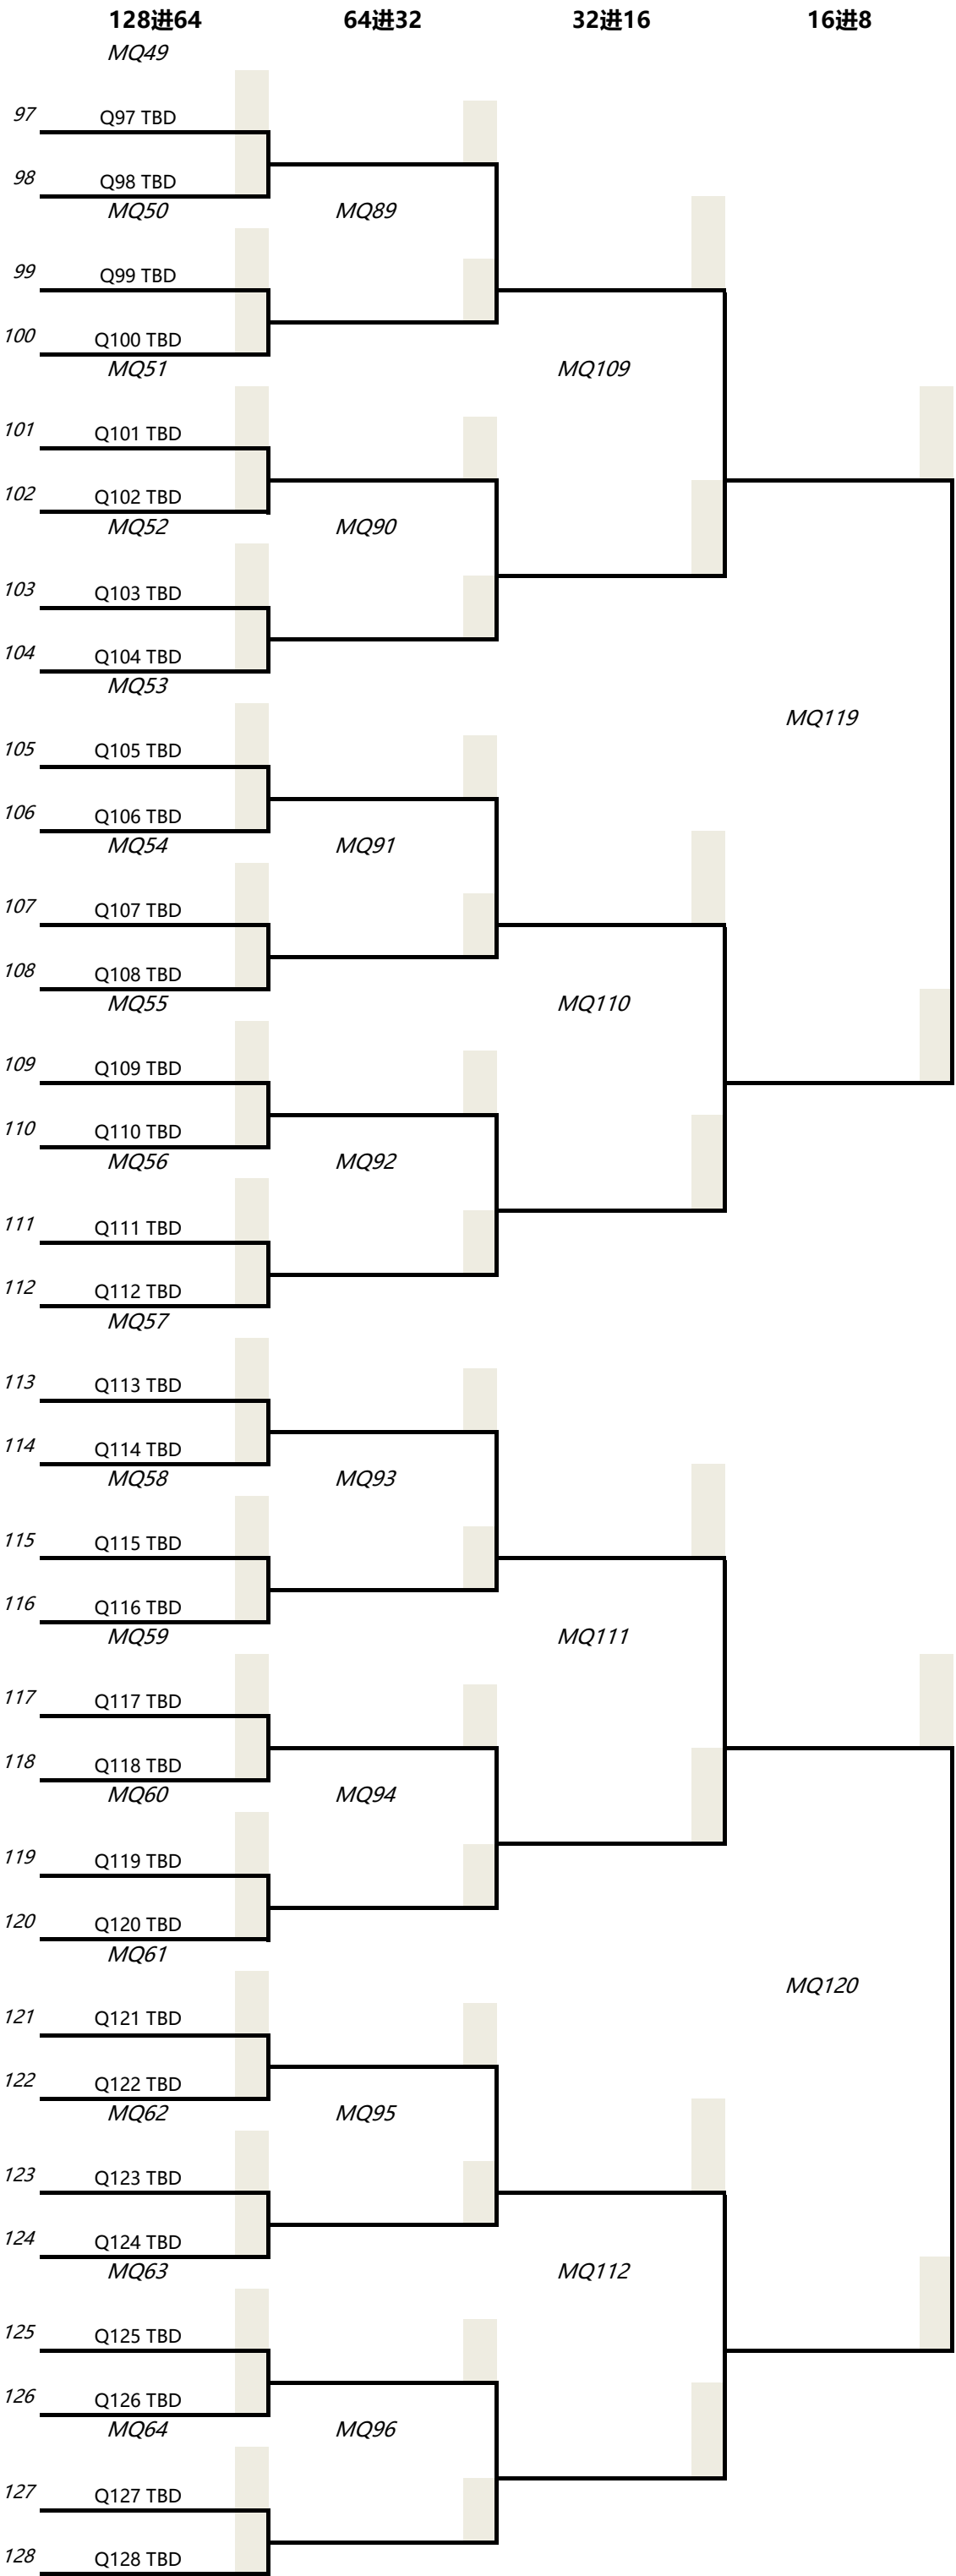 128进64 64进32 32进16 16进8
MQ49
97 Q97 TBD
98 Q98 TBD
MQ50 MQ89
99 Q99 TBD
100 Q100 TBD
MQ51 MQ109
101 Q101 TBD
102 Q102 TBD
MQ52 MQ90
103 Q103 TBD
104 Q104 TBD
MQ53
MQ119
105 Q105 TBD
106 Q106 TBD
MQ54 MQ91
107 Q107 TBD
108 Q108 TBD
MQ55 MQ110
109 Q109 TBD
110 Q110 TBD
MQ56 MQ92
111 Q111 TBD
112 Q112 TBD
MQ57
113 Q113 TBD
114 Q114 TBD
MQ58 MQ93
115 Q115 TBD
116 Q116 TBD
MQ59 MQ111
117 Q117 TBD
118 Q118 TBD
MQ60 MQ94
119 Q119 TBD
120 Q120 TBD
MQ61
MQ120
121 Q121 TBD
122 Q122 TBD
MQ62 MQ95
123 Q123 TBD
124 Q124 TBD
MQ63 MQ112
125 Q125 TBD
126 Q126 TBD
MQ64 MQ96
127 Q127 TBD
128 Q128 TBD